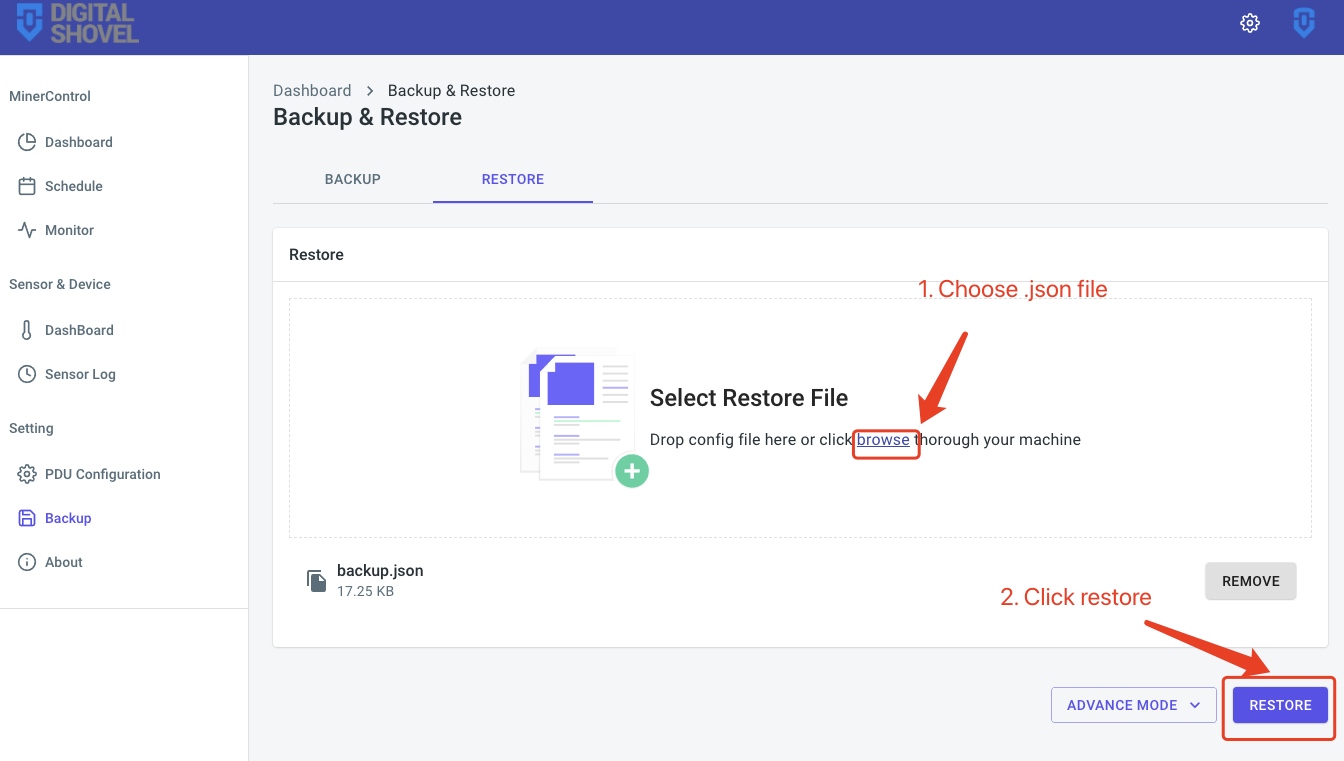 DIGITAL
SHOVEL
MinerControl
Dashboard
Schedule
Monitor
Sensor & Device
DashBoard
Sensor Log
Setting
PDU Configuration
Backup
About
Dashboard > Backup & Restore
Backup & Restore
BACKUP
RESTORE
Restore
1. Choose .json file
Select Restore File
Drop config file here or click browse thorough your machine
backup.json
17.25 KB
REMOVE
2. Click restore
ADVANCE MODE
RESTORE